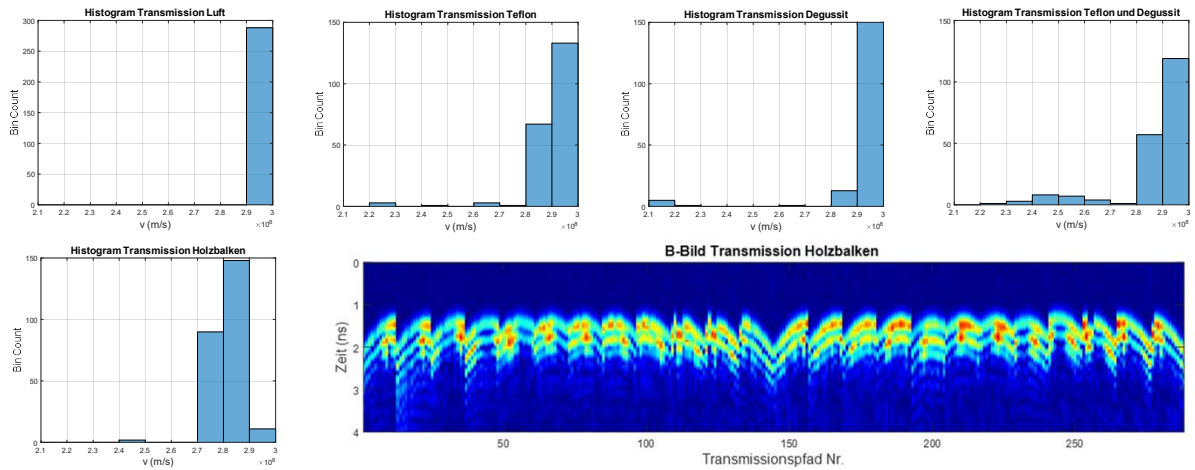 Histogram Transmission Luft
300
250
200
150
100
50
0
Bin Count
2.1 2.2 2.3 2.4 2.5 2.6 2.7 2.8 2.9 3
v (m/s)
×10⁸
Histogram Transmission Teflon
150
100
50
0
Bin Count
2.1 2.2 2.3 2.4 2.5 2.6 2.7 2.8 2.9 3
v (m/s)
×10⁸
Histogram Transmission Degussit
150
100
50
0
Bin Count
2.1 2.2 2.3 2.4 2.5 2.6 2.7 2.8 2.9 3
v (m/s)
×10⁸
Histogram Transmission Teflon und Degussit
150
100
50
0
Bin Count
2.1 2.2 2.3 2.4 2.5 2.6 2.7 2.8 2.9 3
v (m/s)
×10⁸
Histogram Transmission Holzbalken
150
100
50
0
Bin Count
2.1 2.2 2.3 2.4 2.5 2.6 2.7 2.8 2.9 3
v (m/s)
×10⁸
B-Bild Transmission Holzbalken
0
1
2
3
4
Zeit (ns)
50 100 150 200 250
Transmissionspfad Nr.